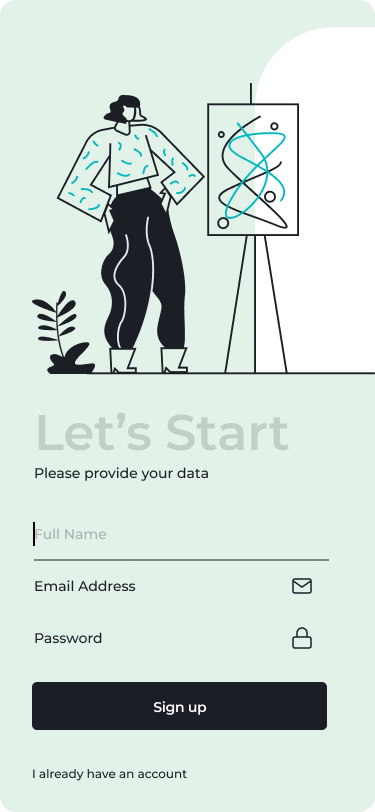 Let’s Start
Please provide your data
Full Name
Email Address
Password
Sign up
I already have an account